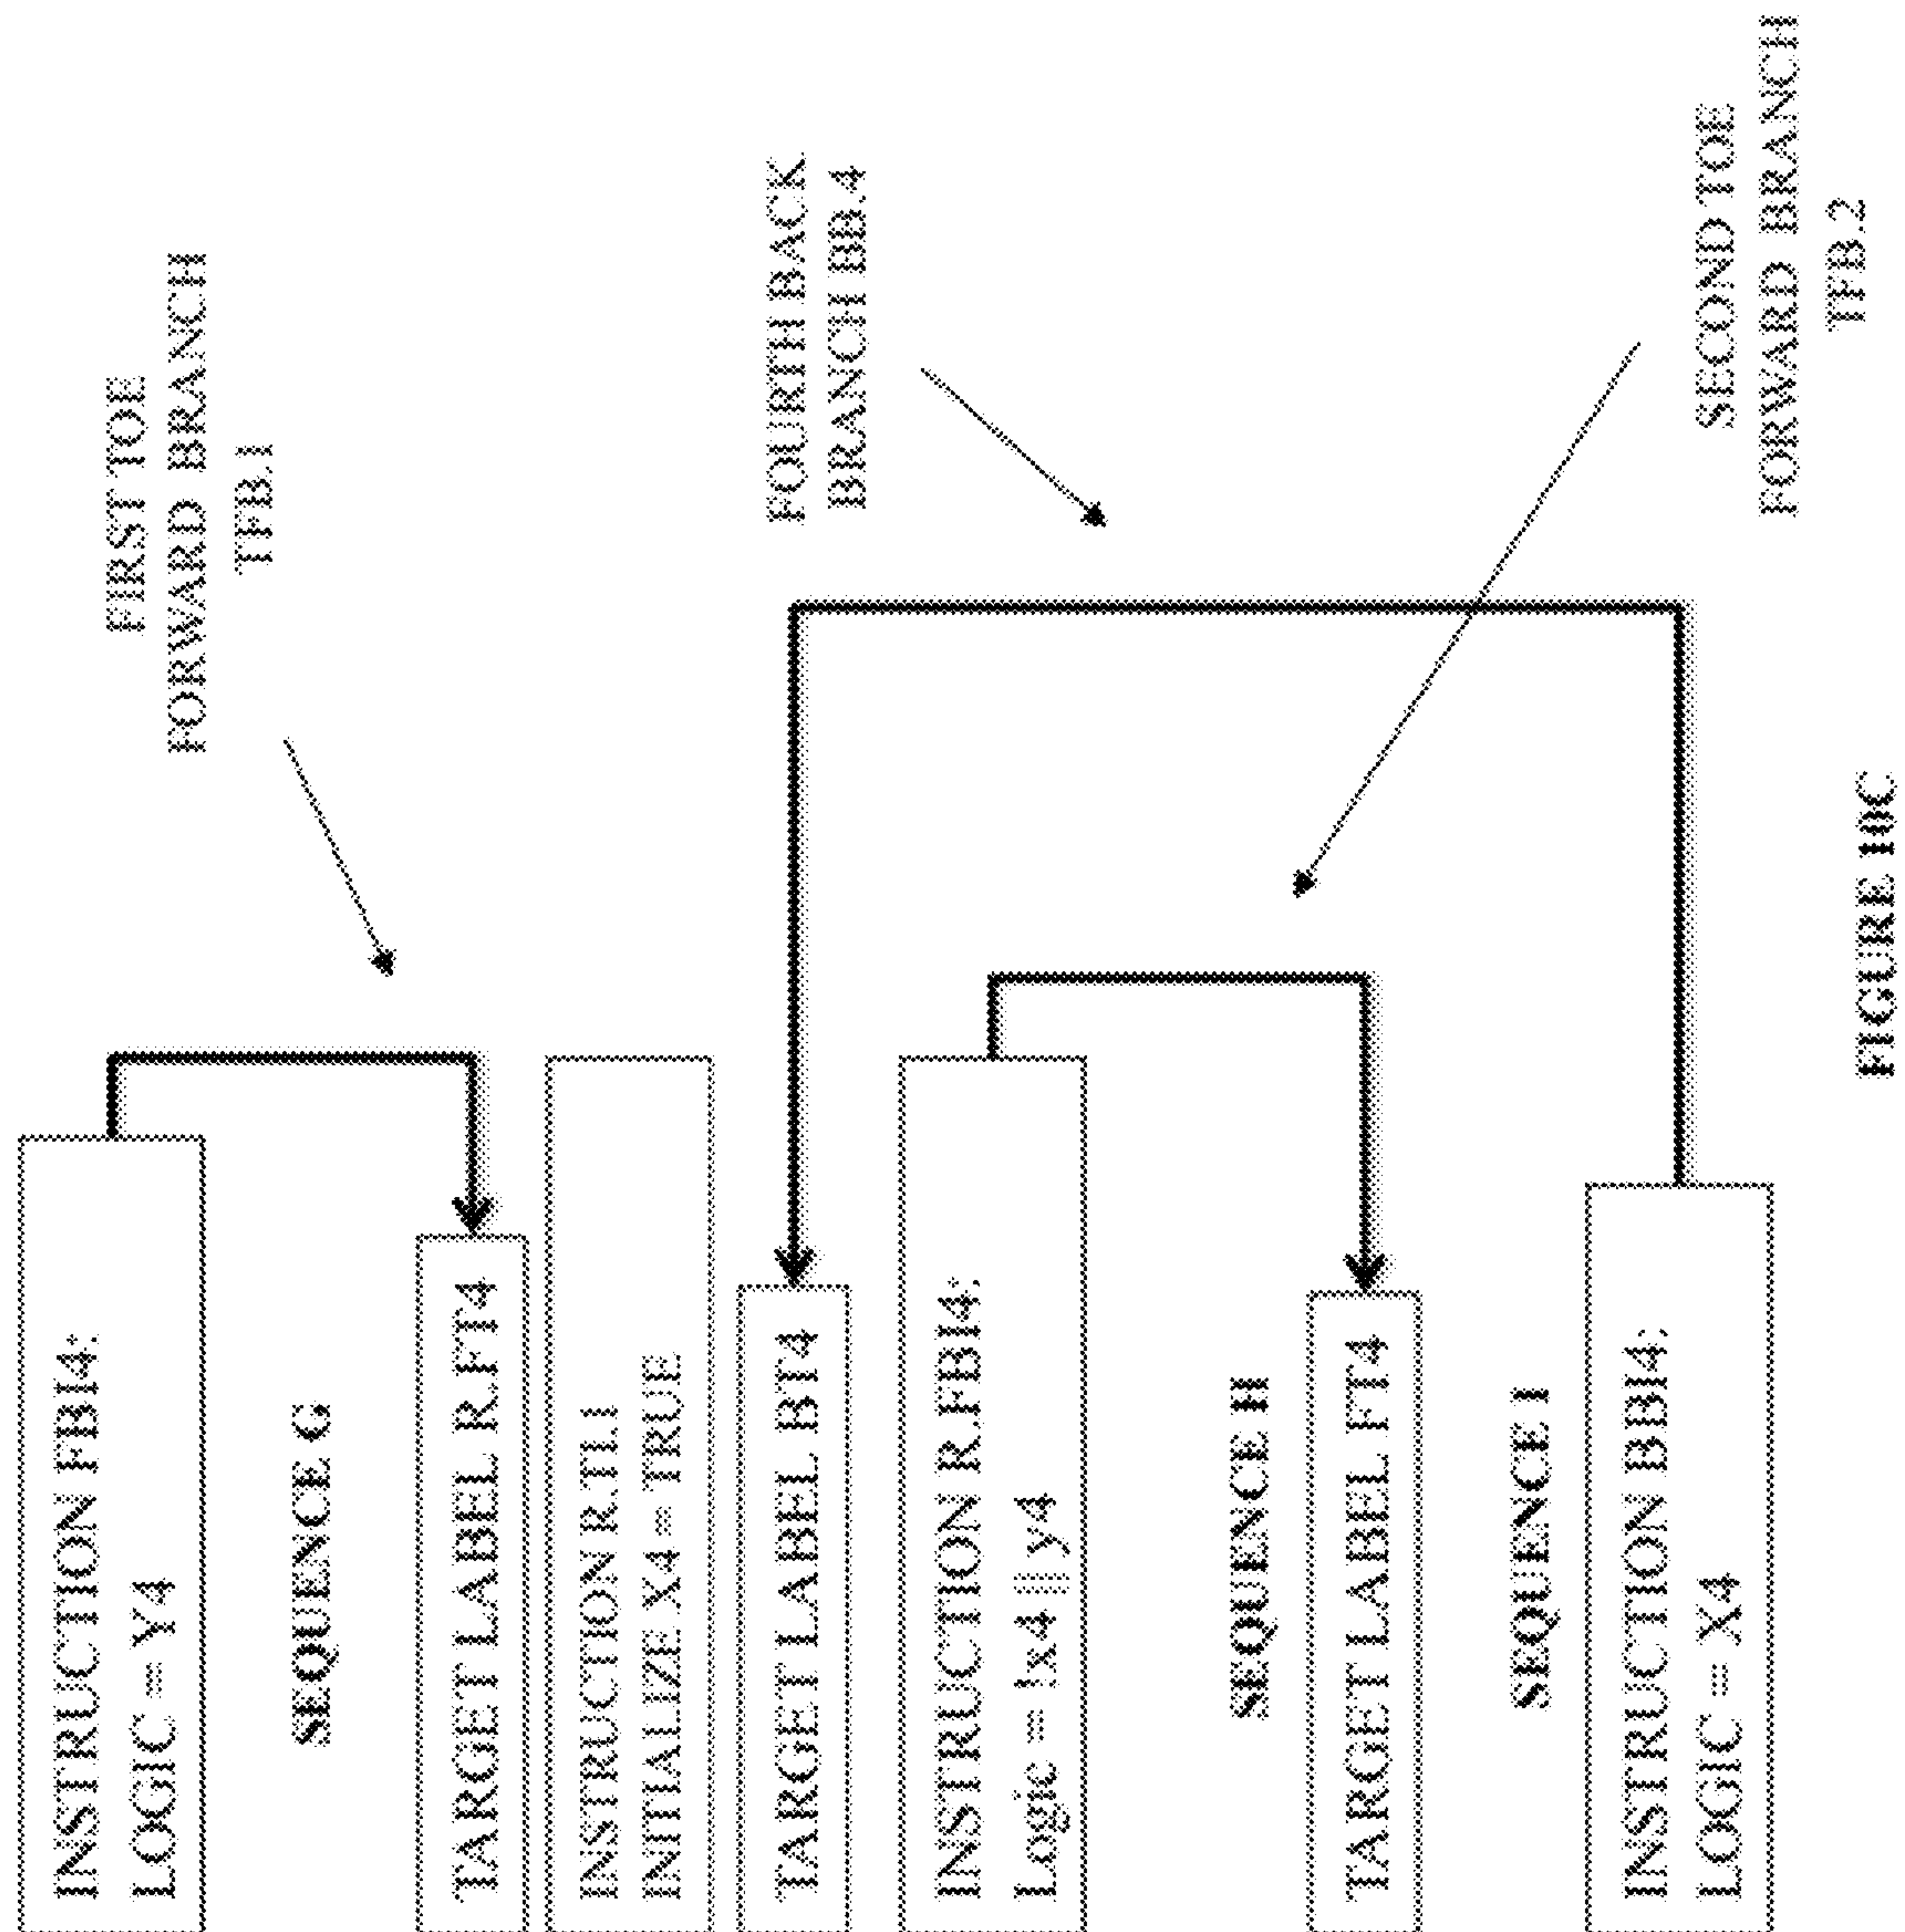 INSTRUCTION FBI4:
LOGIC = Y4
SEQUENCE G
TARGET LABEL R.FT4
INSTRUCTION R.TL1
INITIALIZE X4 = TRUE
TARGET LABEL BT4
INSTRUCTION R.FBI4:
Logic = !x4 || y4
SEQUENCE H
TARGET LABEL FT4
SEQUENCE I
INSTRUCTION BBI4:
LOGIC = X4
FIRST TOE
FORWARD BRANCH
TFB.1
FOURTH BACK
BRANCH BB.4
SECOND TOE
FORWARD BRANCH
TFB.2
FIGURE 10C